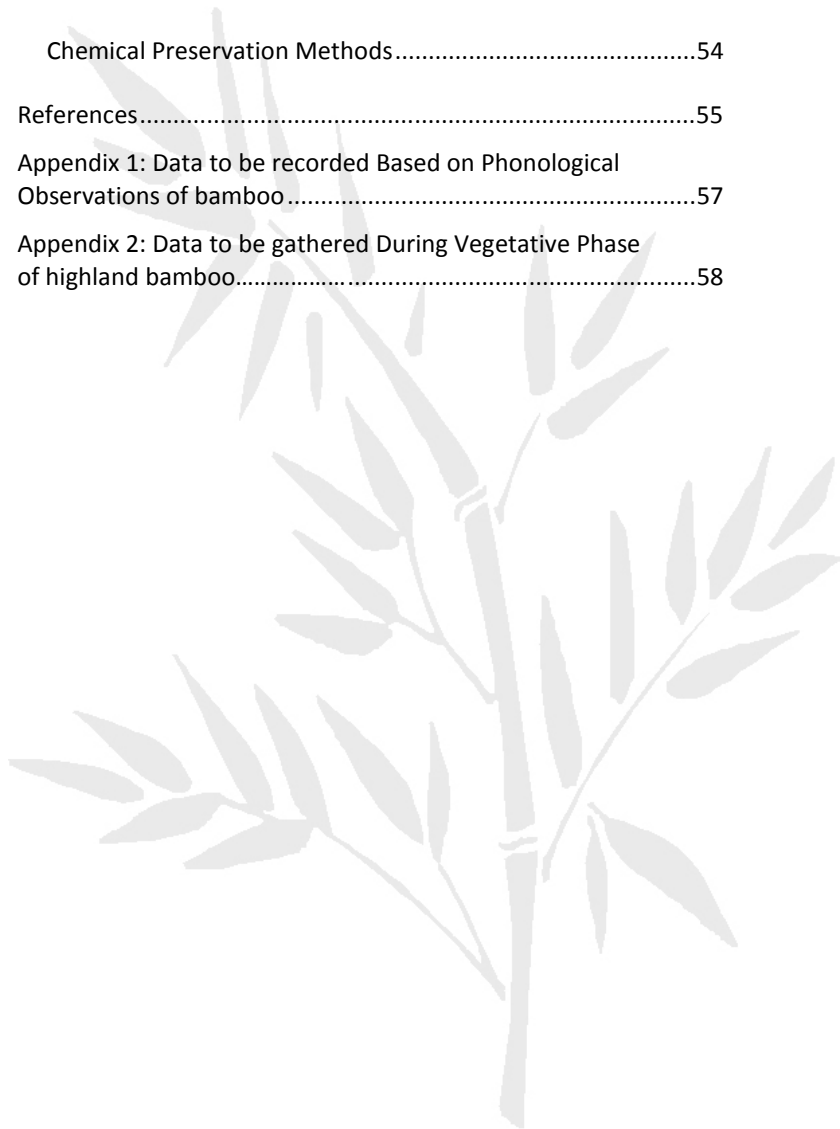 Chemical Preservation Methods..........................................54
References..............................................................................55
Appendix 1: Data to be recorded Based on Phonological
Observations of bamboo.........................................................57
Appendix 2: Data to be gathered During Vegetative Phase
of highland bamboo..................................................................58